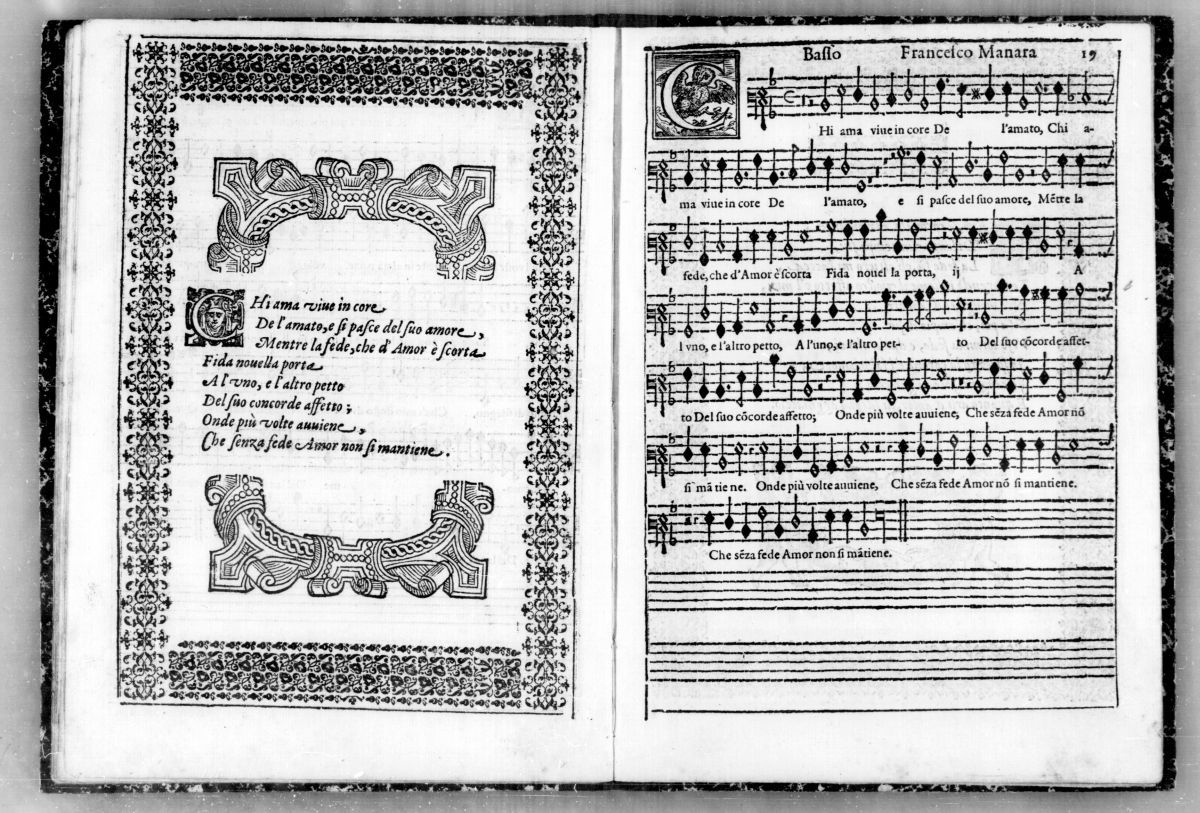 CHi ama viue in core
De l'amato, e si pasce del suo amore,
Mentre la fede, che d'Amor è scorta
Fida nouella porta
A l'vno, e l'altro petto
Del suo concorde affetto;
Onde più volte auuiene,
Che senza fede Amor non si mantiene.
Basſo Francesco Manara 19
CHi ama viue in core De l'amato, Chi a-
ma viue in core De l'amato, e si pasce del suo amore, Mẽtre la
fede, che d'Amor è scorta Fida nouel la porta, ij A
l vno, e l'altro petto, A l'uno, e l'altro pet- to Del suo cõcorde affet-
to Del suo cõcorde affetto; Onde più volte auuiene, Che sẽza fede Amor nõ
si mã tie ne. Onde più volte auuiene, Che sẽza fede Amor nõ si mantiene.
Che sẽza fede Amor non si mãtiene.